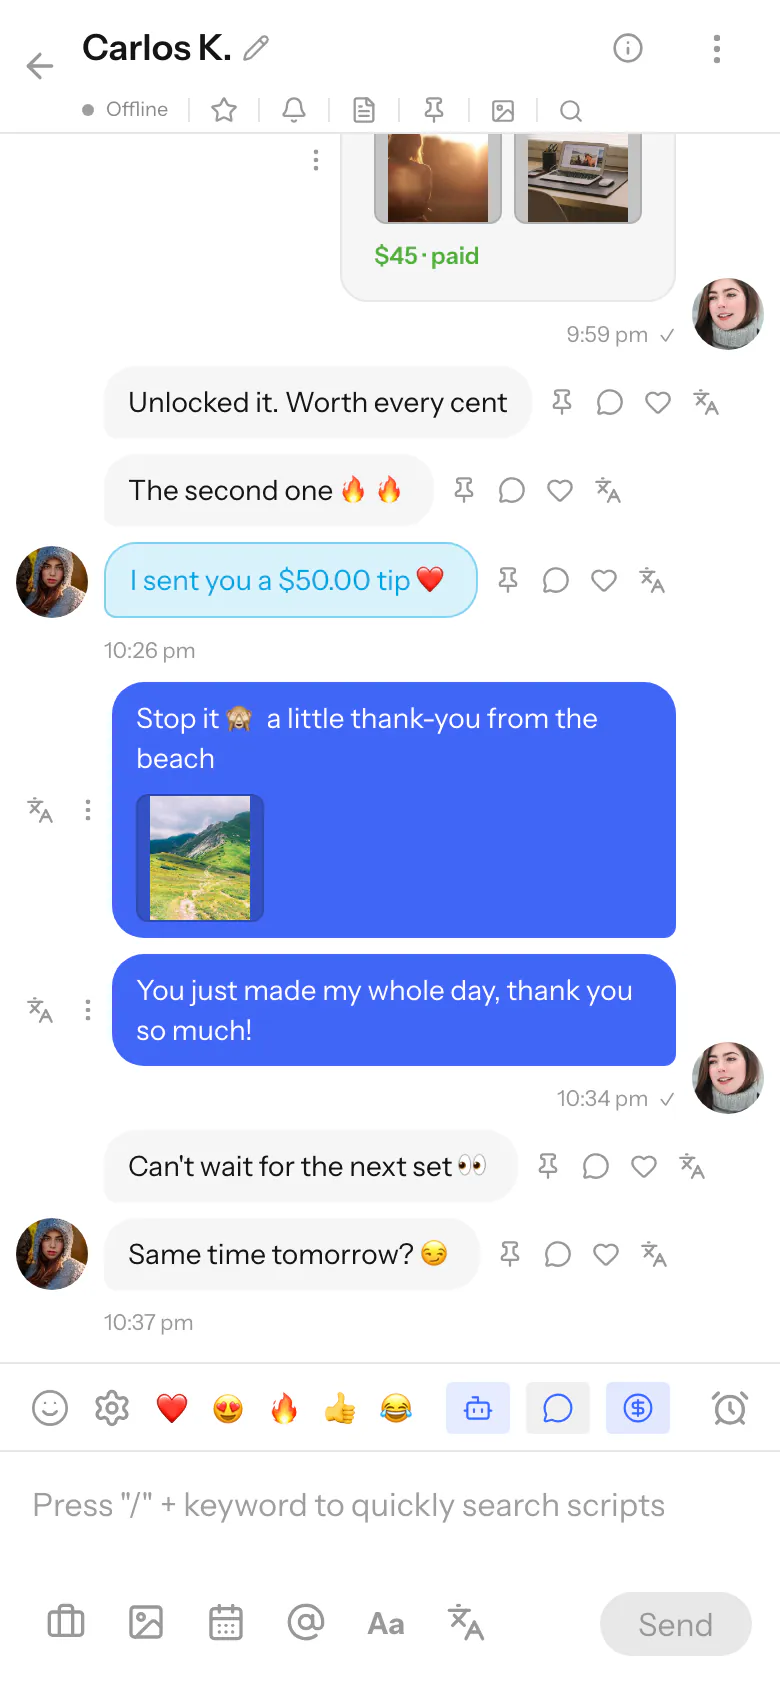 Carlos K.
Offline
$45 · paid
9:59 pm
Unlocked it. Worth every cent
The second one 🔥 🔥
I sent you a $50.00 tip ❤️
10:26 pm
Stop it 🙈 a little thank-you from the
beach
You just made my whole day, thank you
so much!
10:34 pm
Can't wait for the next set 👀
Same time tomorrow? 😏
10:37 pm
Press "/" + keyword to quickly search scripts
Aa
Send